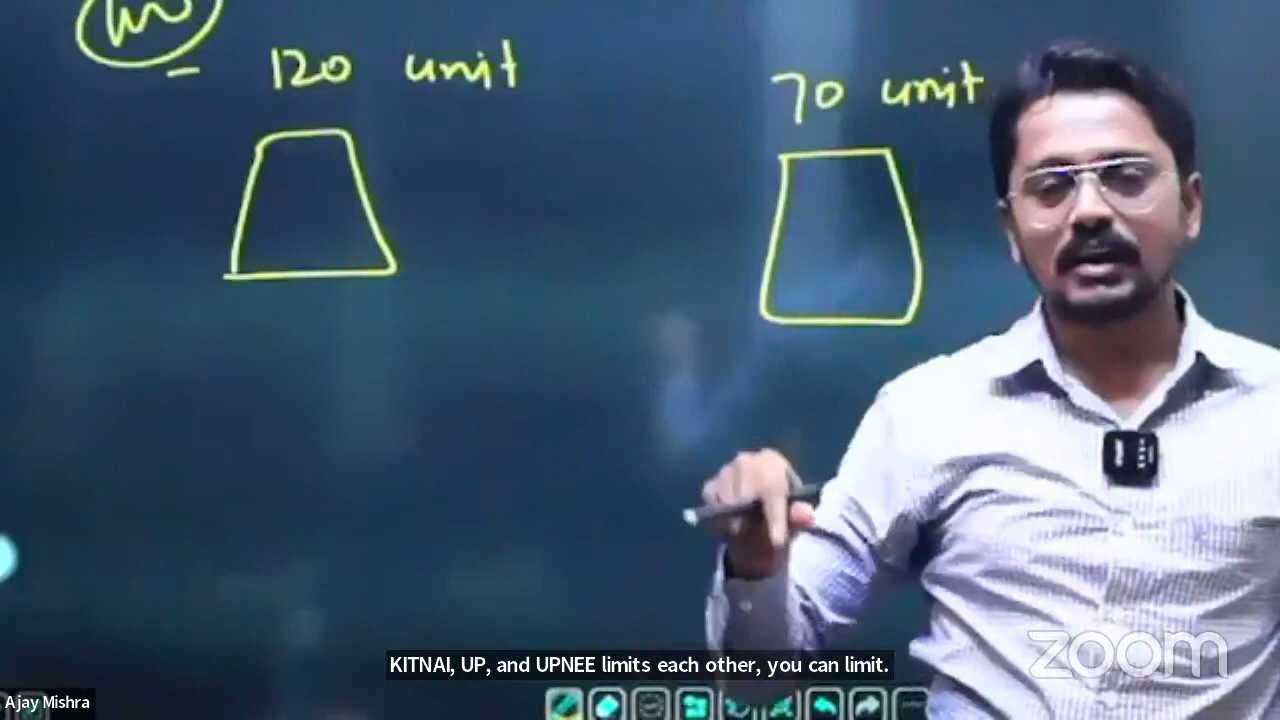 120 unit
70 unit
zoom
KITNAI, UP, and UPNEE limits each other, you can limit.
Ajay Mishra